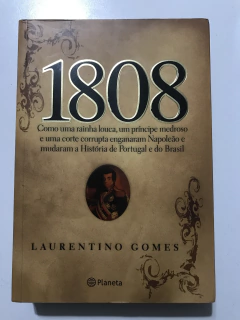 1808
Como uma rainha louca, um príncipe medroso
e uma corte corrupta enganaram Napoleão e
mudaram a História de Portugal e do Brasil
LAURENTINO GOMES
Planeta